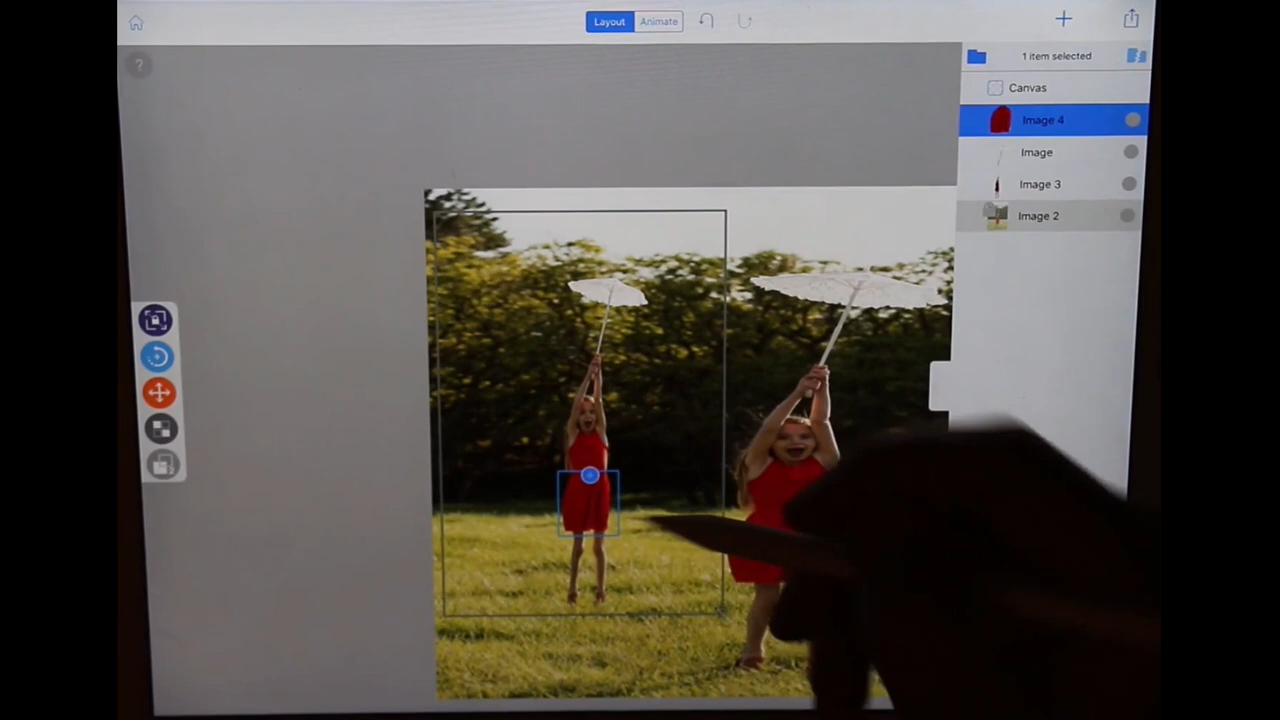 Layout Animate
?
1 item selected
Canvas
Image 4
Image
Image 3
Image 2